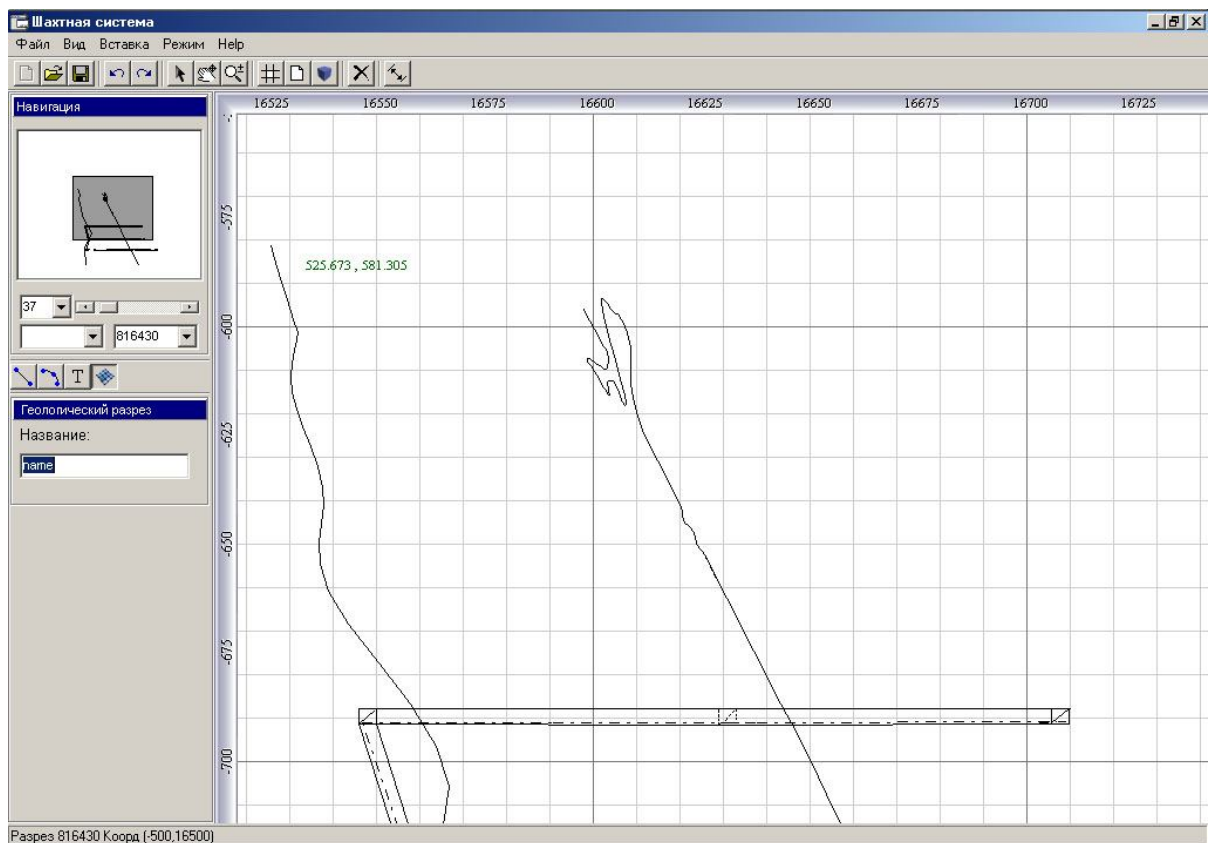 Шахтная система
Файл Вид Вставка Режим Help
Навигация
37
816430
T
Геологический разрез
Название:
name
16525 16550 16575 16600 16625 16650 16675 16700 16725
-575
-600
-625
-650
-675
-700
525.673 , 581.305
Разрез 816430 Коорд (-500,16500)